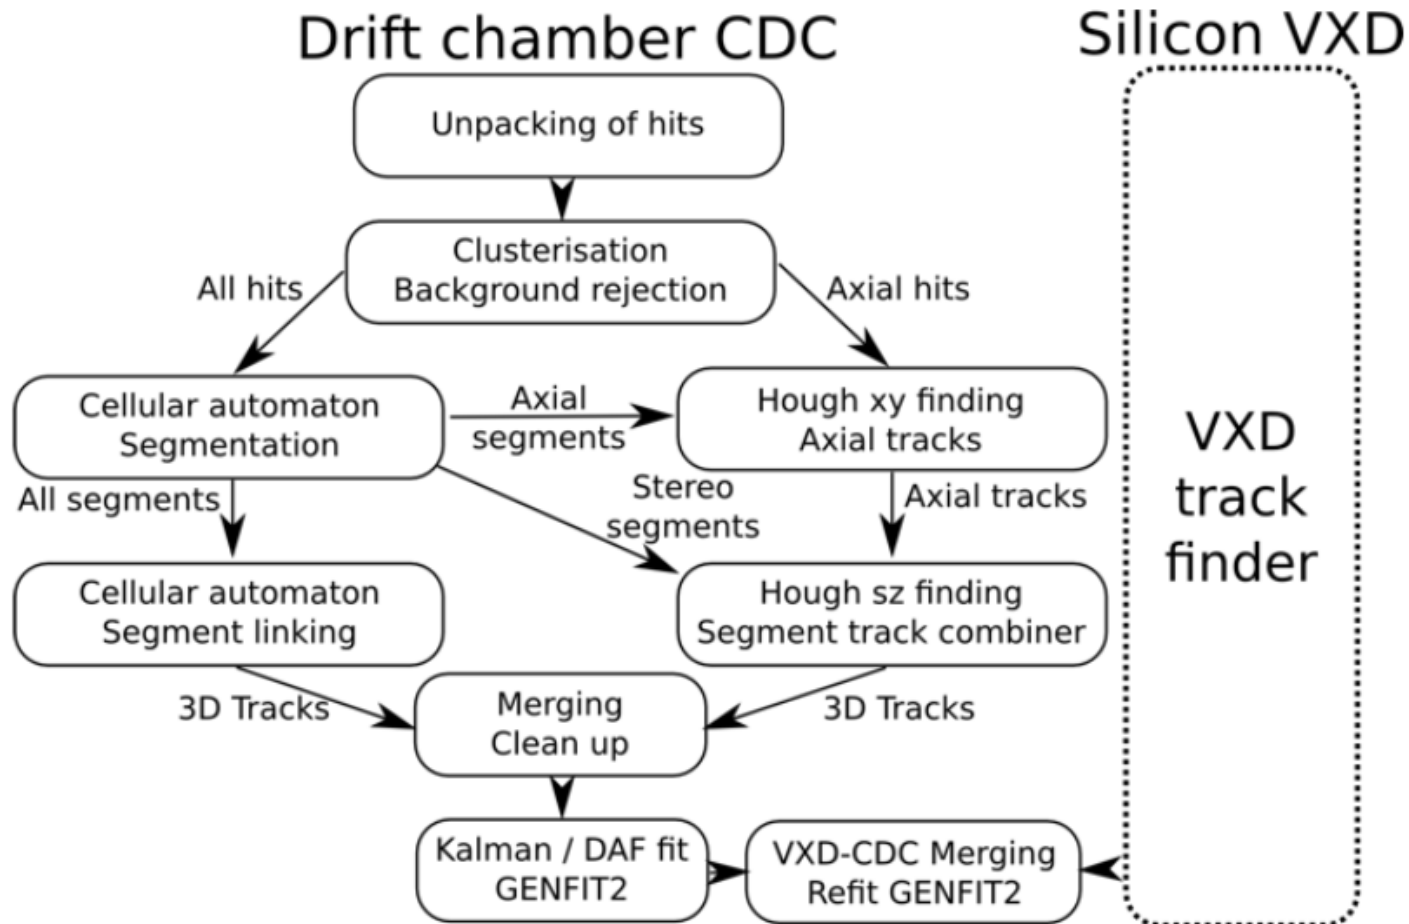 Drift chamber CDC
Silicon VXD
Unpacking of hits
Clusterisation
Background rejection
All hits
Axial hits
Cellular automaton
Segmentation
Axial
segments
Hough xy finding
Axial tracks
All segments
Stereo
segments
Axial tracks
VXD
track
finder
Cellular automaton
Segment linking
Hough sz finding
Segment track combiner
3D Tracks
Merging
Clean up
3D Tracks
Kalman / DAF fit
GENFIT2
VXD-CDC Merging
Refit GENFIT2